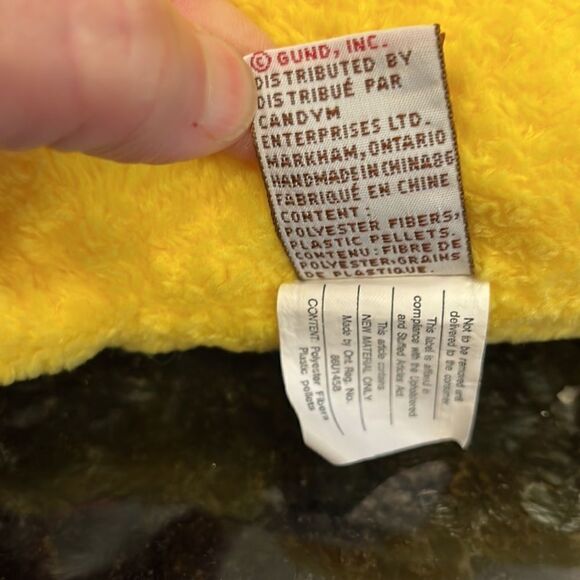 © GUND, INC.
DISTRIBUTED BY
DISTRIBUÉ PAR
CANDYM
ENTERPRISES LTD.
MARKHAM, ONTARIO
HANDMADE IN CHINA 86
FABRIQUÉ EN CHINE
CONTENT:
POLYESTER FIBERS,
PLASTIC PELLETS.
CONTENU: FIBRE DE
POLYESTER, GRAINS
DE PLASTIQUE.
Not to be removed until
delivered to the consumer
This label is affixed in
compliance with the Upholstered
and Stuffed Articles Act
This article contains
NEW MATERIAL ONLY
Made by Ont. Reg. No.
CONTENT: Polyester Fibers
Plastic pellets